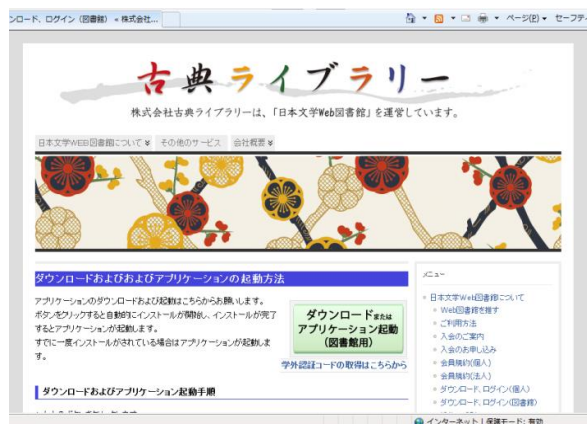 ンロード、ログイン (図書館) « 株式会社...
ページ(P)
セーフテ
古典ライブラリー
株式会社古典ライブラリーは、「日本文学Web図書館」を運営しています。
日本文学WEB図書館について その他のサービス 会社概要
ダウンロードおよびおよびアプリケーションの起動方法
アプリケーションのダウンロードおよび起動はこちらからお願いします。
ボタンをクリックすると自動的にインストールが開始し、インストールが完了
するとアプリケーションが起動します。
すでに一度インストールがされている場合はアプリケーションが起動しま
す。
ダウンロードまたは
アプリケーション起動
(図書館用)
学外認証コードの取得はこちらから
ダウンロードおよびアプリケーション起動手順
メニュー
日本文学Web図書館について
Web図書館を推す
ご利用方法
入会のご案内
入会のお申し込み
会員規約(個人)
会員規約(法人)
ダウンロード、ログイン(個人)
ダウンロード、ログイン(図書館)
インターネット | 保護モード: 有効